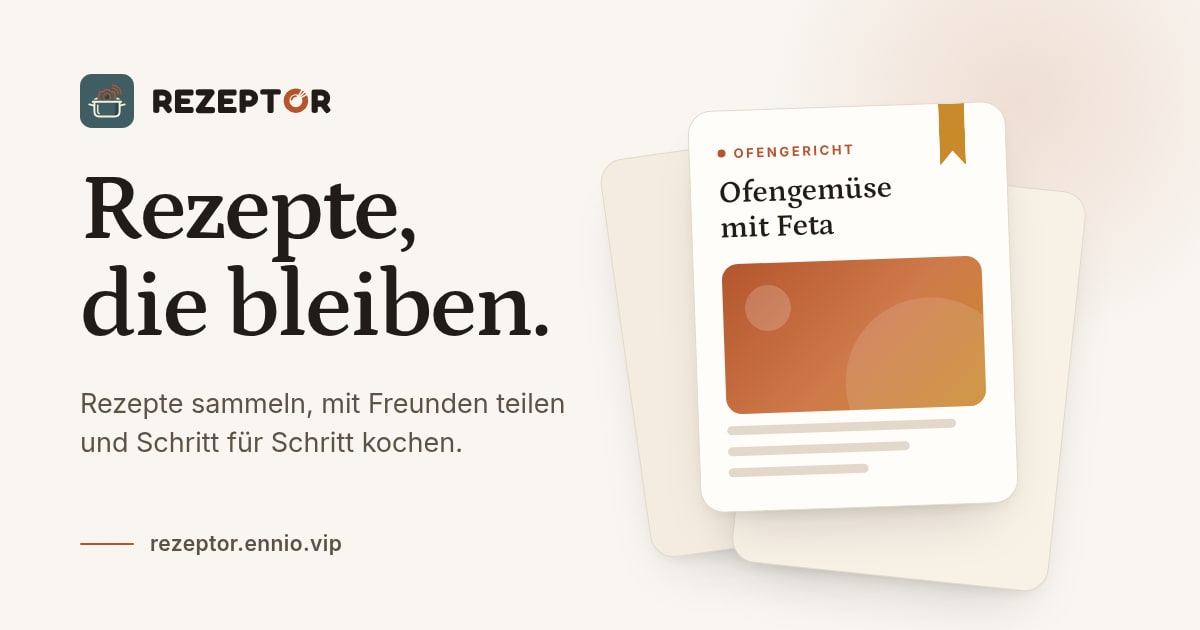 REZEPTOR
Rezepte,
die bleiben.
Rezepte sammeln, mit Freunden teilen
und Schritt für Schritt kochen.
rezeptor.ennio.vip
OFENGERICHT
Ofengemüse
mit Feta